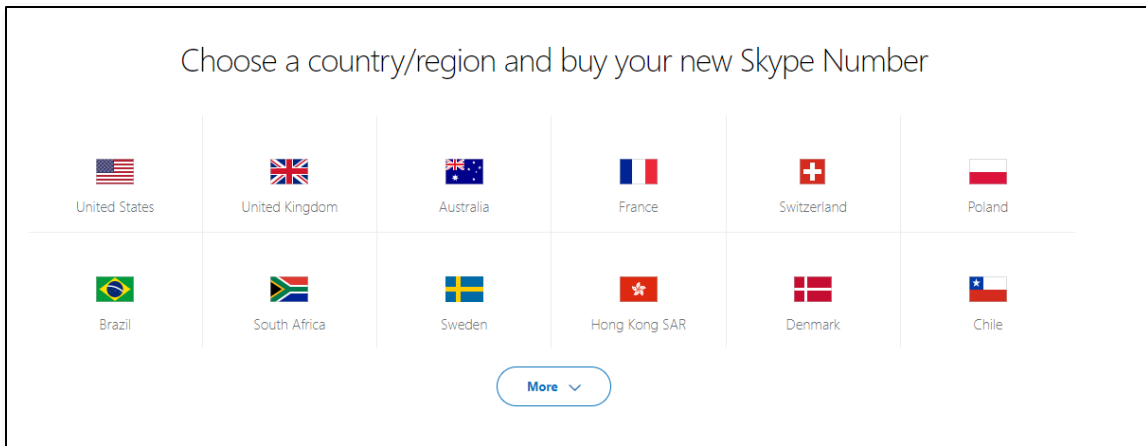 Choose a country/region and buy your new Skype Number
United States
United Kingdom
Australia
France
Switzerland
Poland
Brazil
South Africa
Sweden
Hong Kong SAR
Denmark
Chile
More